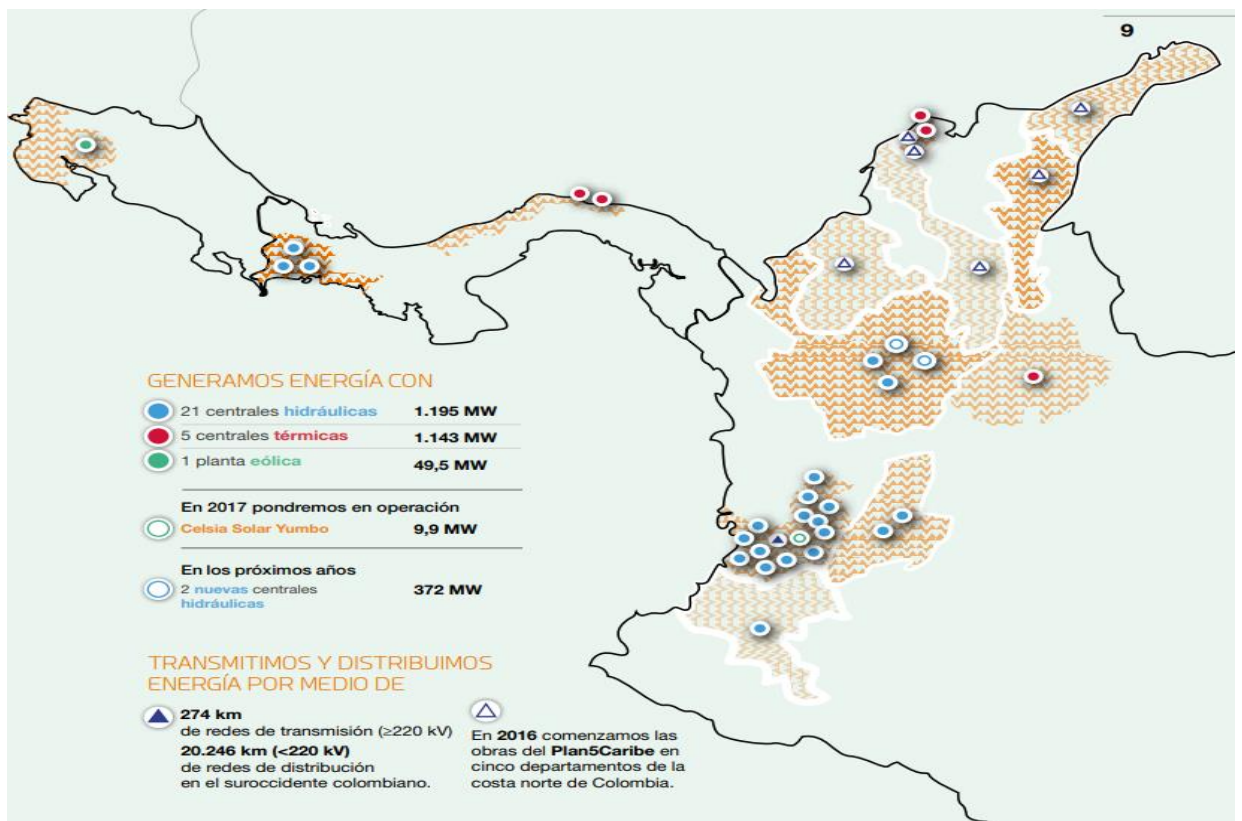 9
GENERAMOS ENERGÍA CON
21 centrales hidráulicas 1.195 MW
5 centrales térmicas 1.143 MW
1 planta eólica 49,5 MW
En 2017 pondremos en operación
Celsia Solar Yumbo 9,9 MW
En los próximos años
2 nuevas centrales 372 MW
hidráulicas
TRANSMITIMOS Y DISTRIBUIMOS
ENERGÍA POR MEDIO DE
274 km
de redes de transmisión (≥220 kV)
20.246 km (<220 kV)
de redes de distribución
en el suroccidente colombiano.
En 2016 comenzamos las
obras del Plan5Caribe en
cinco departamentos de la
costa norte de Colombia.